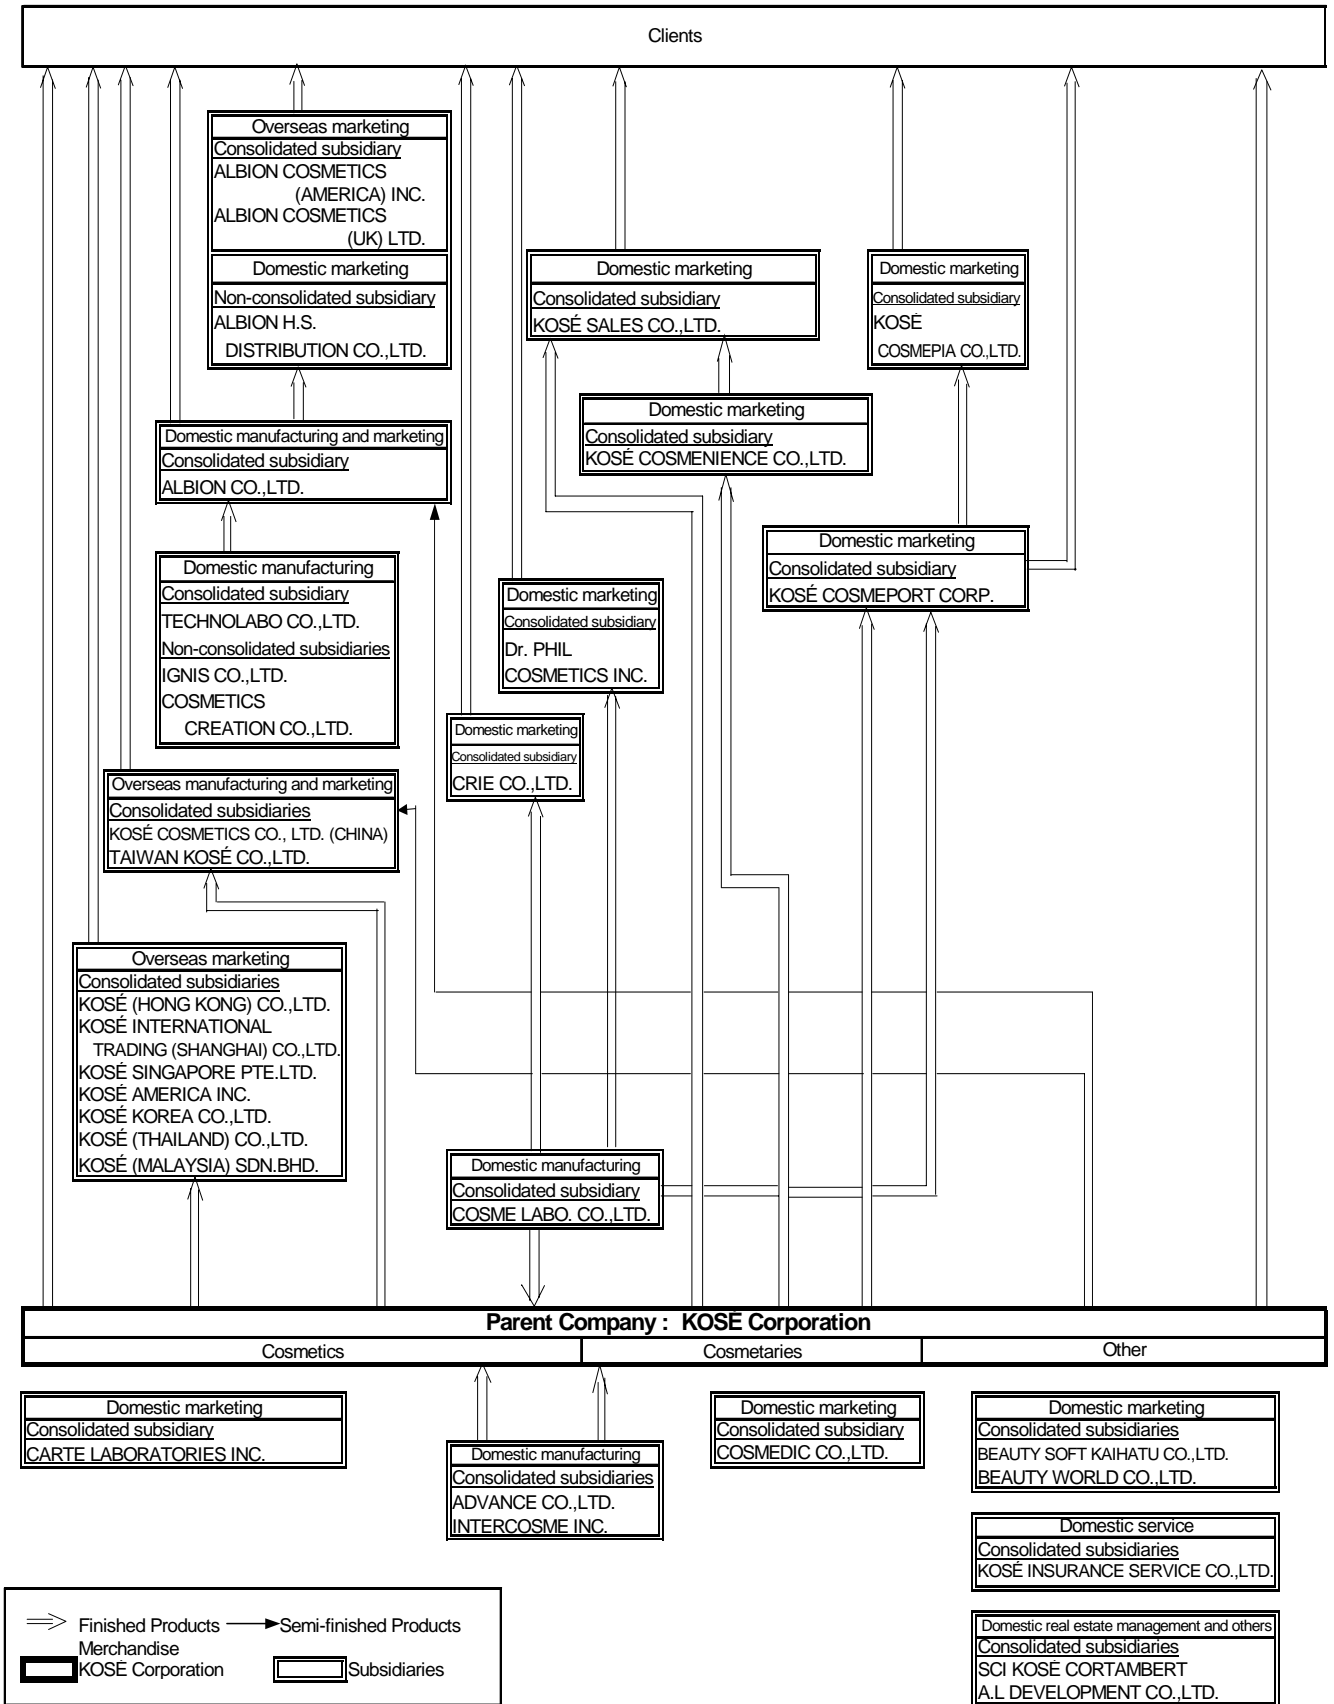 Clients
Overseas marketing
Consolidated subsidiary
ALBION COSMETICS
(AMERICA) INC.
ALBION COSMETICS
(UK) LTD.
Domestic marketing
Non-consolidated subsidiary
ALBION H.S.
DISTRIBUTION CO.,LTD.
Domestic marketing
Consolidated subsidiary
KOSÉ SALES CO.,LTD.
Domestic marketing
Consolidated subsidiary
KOSÉ
COSMEPIA CO.,LTD.
Domestic manufacturing and marketing
Consolidated subsidiary
ALBION CO.,LTD.
Domestic marketing
Consolidated subsidiary
KOSÉ COSMENIENCE CO.,LTD.
Domestic manufacturing
Consolidated subsidiary
TECHNOLABO CO.,LTD.
Non-consolidated subsidiaries
IGNIS CO.,LTD.
COSMETICS
CREATION CO.,LTD.
Domestic marketing
Consolidated subsidiary
Dr. PHIL
COSMETICS INC.
Domestic marketing
Consolidated subsidiary
KOSÉ COSMEPORT CORP.
Domestic marketing
Consolidated subsidiary
CRIE CO.,LTD.
Overseas manufacturing and marketing
Consolidated subsidiaries
KOSÉ COSMETICS CO., LTD. (CHINA)
TAIWAN KOSÉ CO.,LTD.
Overseas marketing
Consolidated subsidiaries
KOSÉ (HONG KONG) CO.,LTD.
KOSÉ INTERNATIONAL
TRADING (SHANGHAI) CO.,LTD.
KOSÉ SINGAPORE PTE.LTD.
KOSÉ AMERICA INC.
KOSÉ KOREA CO.,LTD.
KOSÉ (THAILAND) CO.,LTD.
KOSÉ (MALAYSIA) SDN.BHD.
Domestic manufacturing
Consolidated subsidiary
COSME LABO. CO.,LTD.
Parent Company : KOSÉ Corporation
Cosmetics
Cosmetaries
Other
Domestic marketing
Consolidated subsidiary
CARTE LABORATORIES INC.
Domestic manufacturing
Consolidated subsidiaries
ADVANCE CO.,LTD.
INTERCOSME INC.
Domestic marketing
Consolidated subsidiary
COSMEDIC CO.,LTD.
Domestic marketing
Consolidated subsidiaries
BEAUTY SOFT KAIHATU CO.,LTD.
BEAUTY WORLD CO.,LTD.
Domestic service
Consolidated subsidiaries
KOSÉ INSURANCE SERVICE CO.,LTD.
Domestic real estate management and others
Consolidated subsidiaries
SCI KOSÉ CORTAMBERT
A.L DEVELOPMENT CO.,LTD.
Finished Products
Merchandise
Semi-finished Products
KOSÉ Corporation
Subsidiaries